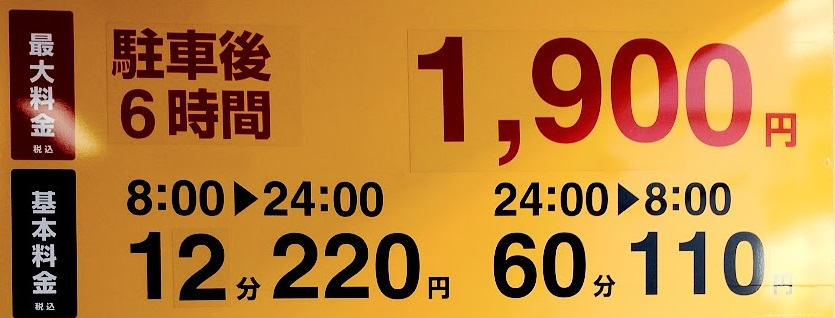 最大料金
税込
駐車後
6時間
1,900円
基本料金
税込
8:00▶24:00
12分 220円
24:00▶8:00
60分 110円